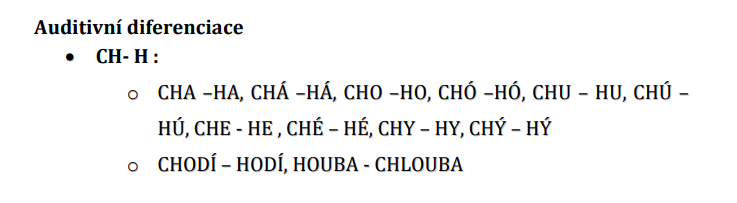 Auditivní diferenciace
• CH- H :
o CHA –HA, CHÁ –HÁ, CHO –HO, CHÓ –HÓ, CHU – HU, CHÚ –
HÚ, CHE - HE , CHÉ – HÉ, CHY – HY, CHÝ – HÝ
o CHODÍ – HODÍ, HOUBA - CHLOUBA